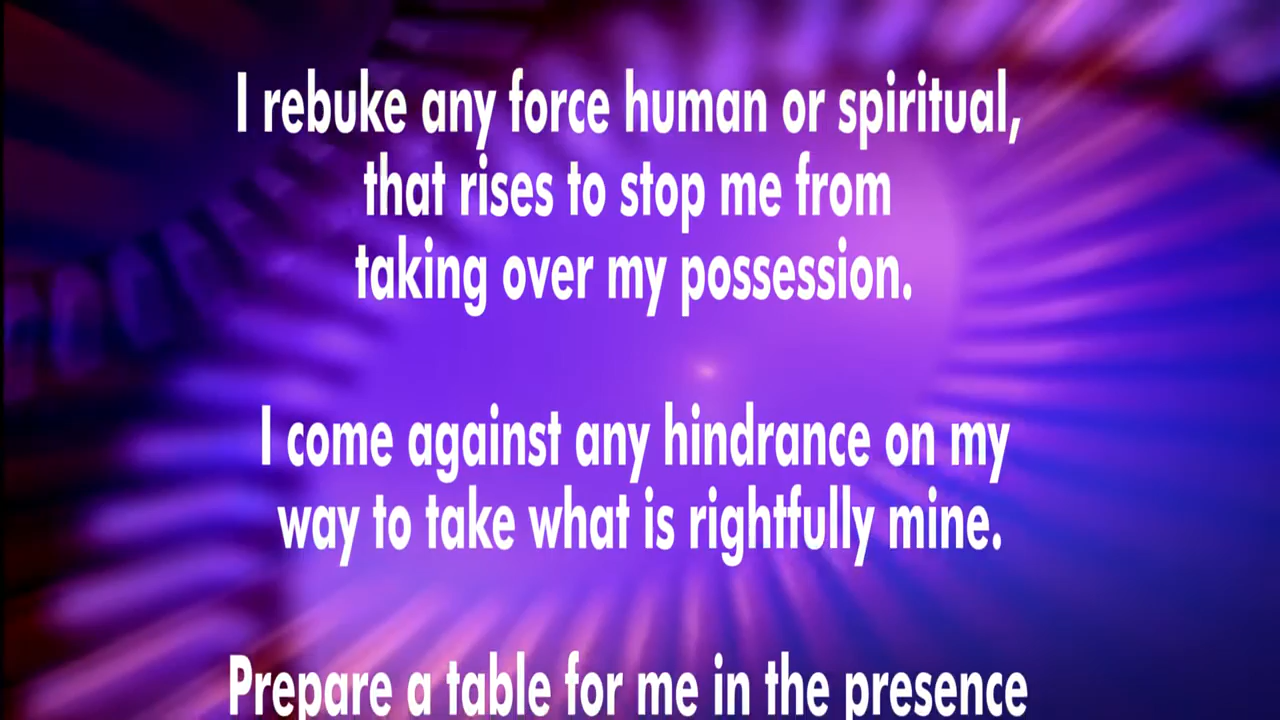 I rebuke any force human or spiritual,
that rises to stop me from
taking over my possession.
I come against any hindrance on my
way to take what is rightfully mine.
Prepare a table for me in the presence